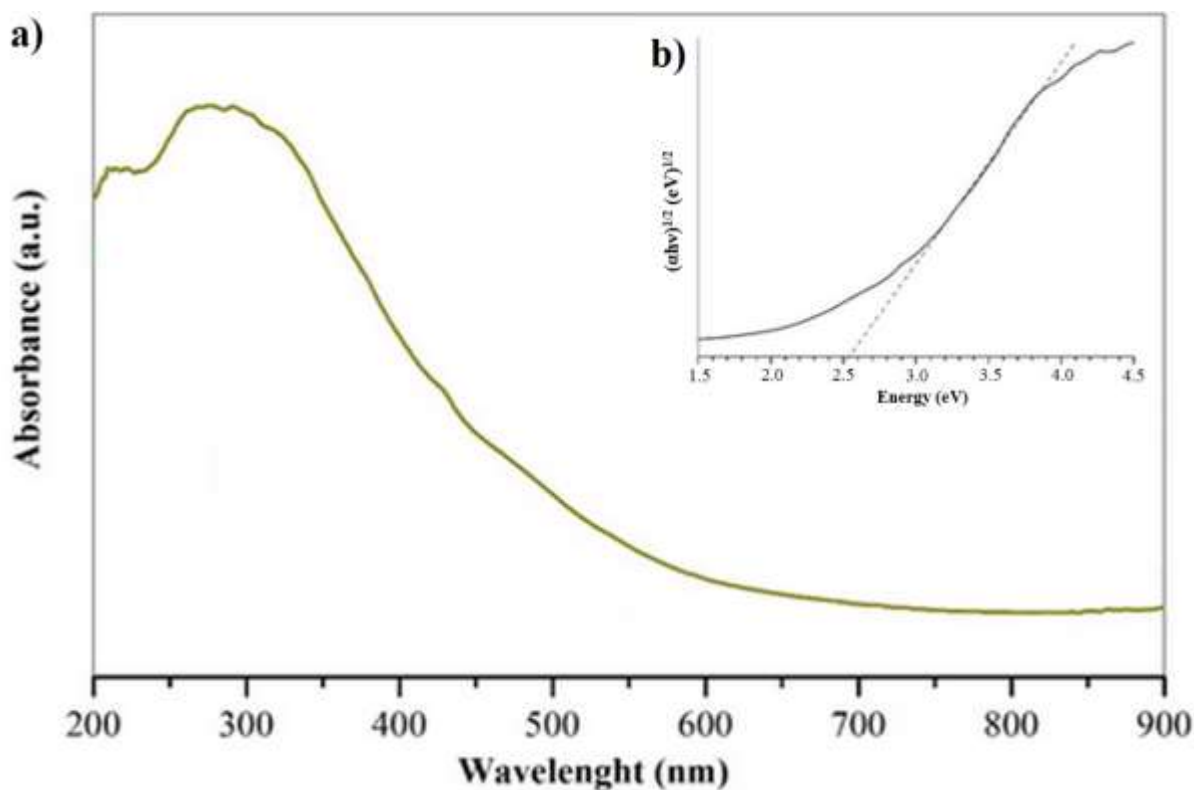 a)
b)
Absorbance (a.u.)
(αhν)^1/2 (eV)^1/2
1.5 2.0 2.5 3.0 3.5 4.0 4.5
Energy (eV)
200 300 400 500 600 700 800 900
Wavelenght (nm)